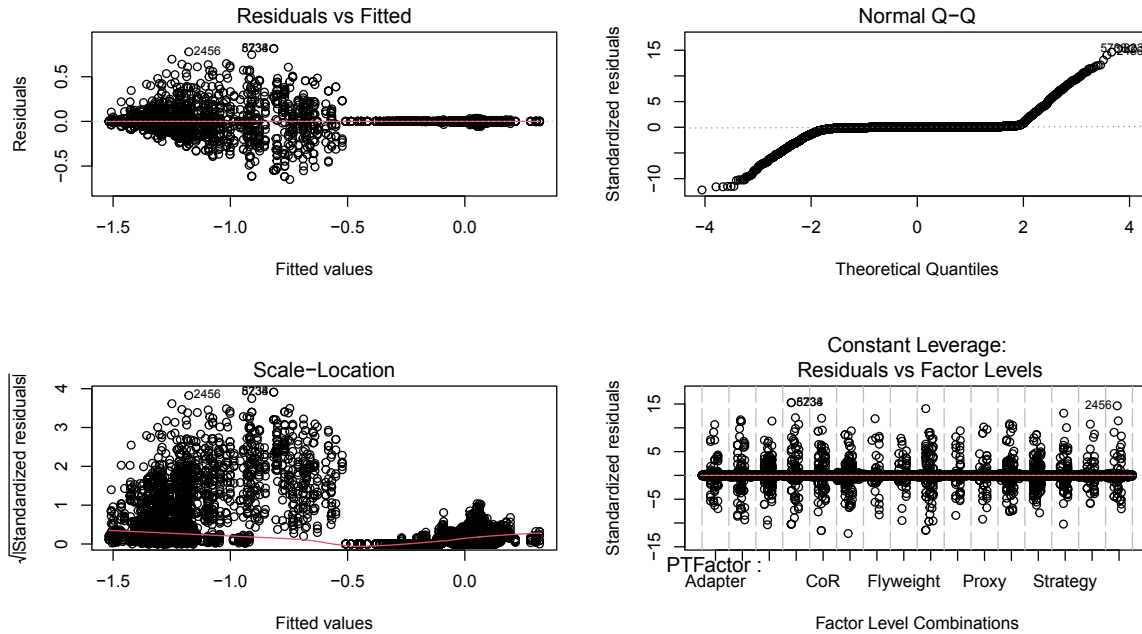 Residuals vs Fitted
Residuals
0.5
0.0
−0.5
2456
−1.5 −1.0 −0.5 0.0
Fitted values
Normal Q−Q
Standardized residuals
15
5
0
−10
−4 −2 0 2 4
Theoretical Quantiles
Scale−Location
√|Standardized residuals|
4
3
2
1
0
2456
−1.5 −1.0 −0.5 0.0
Fitted values
Constant Leverage:
Residuals vs Factor Levels
Standardized residuals
15
5
−5
−15
2456
PTFactor :
Adapter CoR Flyweight Proxy Strategy
Factor Level Combinations